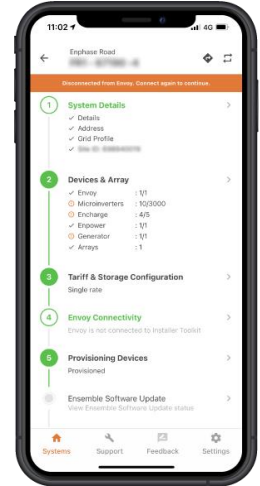 11:02
4G
Enphase Road
Disconnected from Envoy. Connect again to continue.
1 System Details
Details
Address
Grid Profile
2 Devices & Array
Envoy : 1/1
Microinverters : 10/3000
Encharge : 4/5
Enpower : 1/1
Generator : 1/1
Arrays : 1
3 Tariff & Storage Configuration
Single rate
4 Envoy Connectivity
Envoy is not connected to Installer Toolkit
5 Provisioning Devices
Provisioned
Ensemble Software Update
View Ensemble Software Update status
Systems Support Feedback Settings